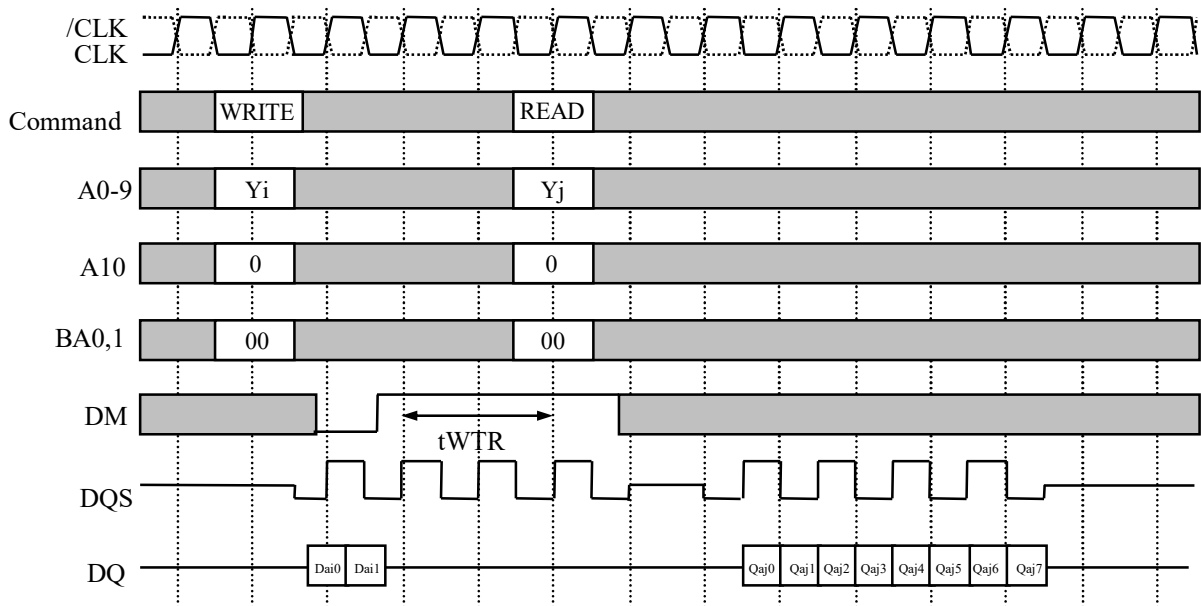 /CLK
CLK
Command WRITE READ
A0-9 Yi Yj
A10 0 0
BA0,1 00 00
DM
tWTR
DQS
DQ Dai0 Dai1 Qaj0 Qaj1 Qaj2 Qaj3 Qaj4 Qaj5 Qaj6 Qaj7